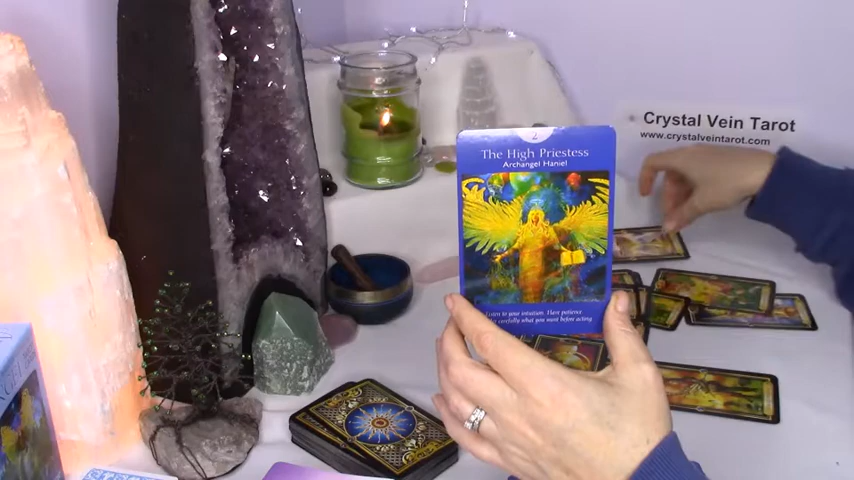 Crystal Vein Tarot
www.crystalveintarot.com
2
The High Priestess
Archangel Haniel
Listen to your intuition. Have patience
carefully what you want before acting